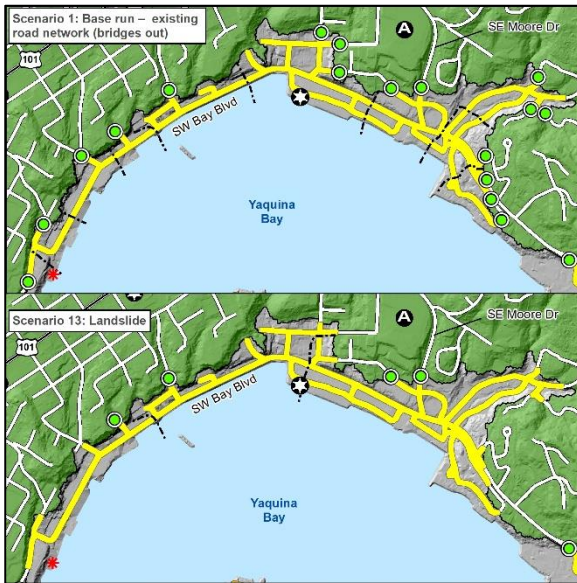 Scenario 1: Base run – existing
road network (bridges out)
A
SE Moore Dr
101
SW Bay Blvd
Yaquina
Bay
Scenario 13: Landslide
A
SE Moore Dr
101
SW Bay Blvd
Yaquina
Bay